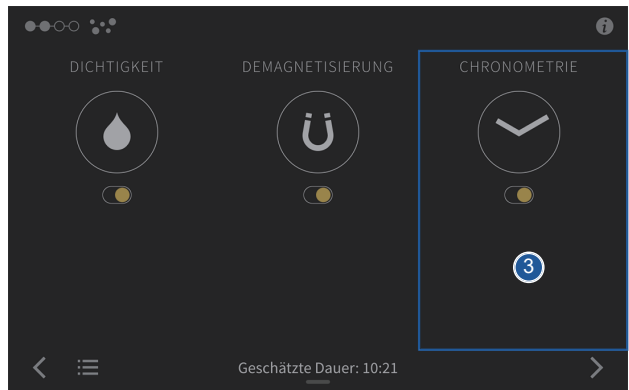 DICHTIGKEIT
DEMAGNETISIERUNG
CHRONOMETRIE
3
Geschätzte Dauer: 10:21
i